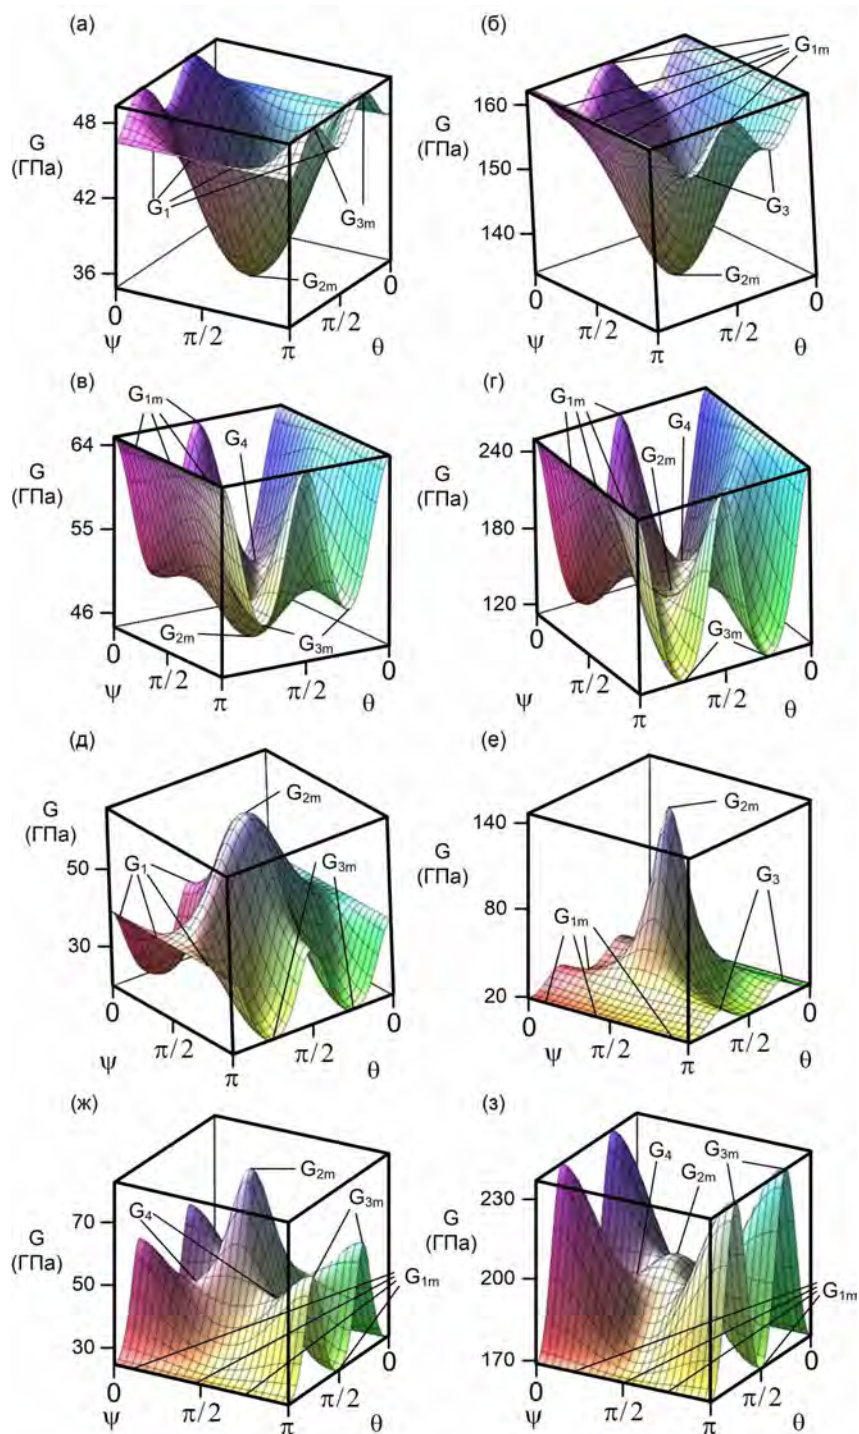 (а)
G
(ГПа)
48
42
36
G1
G3m
G2m
0
ψ
π/2
π
π/2
0
θ
(б)
G
(ГПа)
160
150
140
G1m
G3
G2m
0
ψ
π/2
π
π/2
0
θ
(в)
G
(ГПа)
64
55
46
G1m
G4
G2m
G3m
0
ψ
π/2
π
π/2
0
θ
(г)
G
(ГПа)
240
180
120
G1m
G4
G2m
G3m
0
ψ
π/2
π
π/2
0
θ
(д)
G
(ГПа)
50
30
G2m
G1
G3m
0
ψ
π/2
π
π/2
0
θ
(е)
G
(ГПа)
140
80
20
G2m
G3
G1m
0
ψ
π/2
π
π/2
0
θ
(ж)
G
(ГПа)
70
50
30
G2m
G4
G3m
G1m
0
ψ
π/2
π
π/2
0
θ
(з)
G
(ГПа)
230
200
170
G4
G2m
G3m
G1m
0
ψ
π/2
π
π/2
0
θ